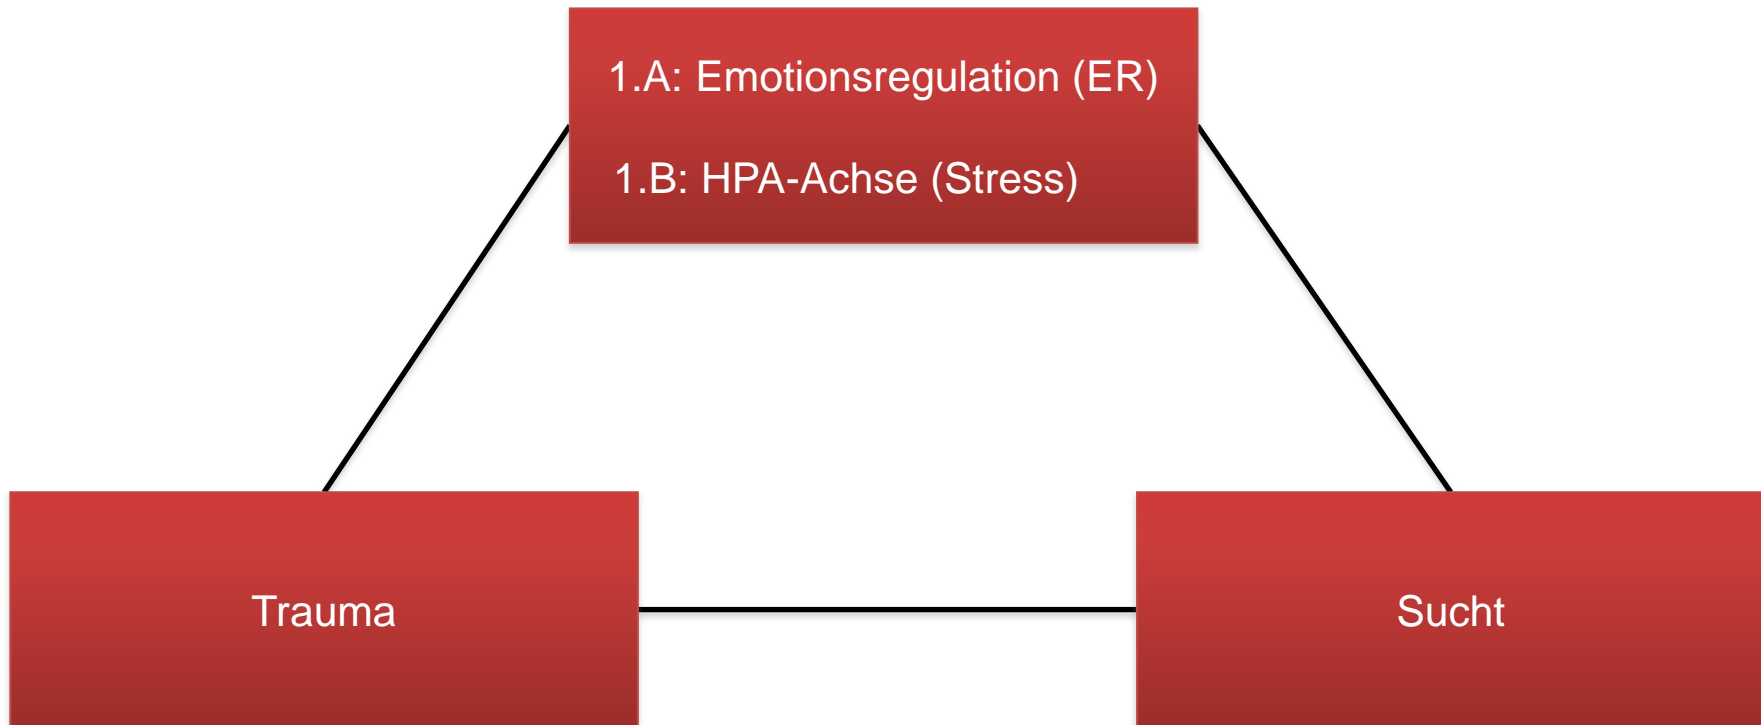 1.A: Emotionsregulation (ER)
1.B: HPA-Achse (Stress)
Trauma
Sucht